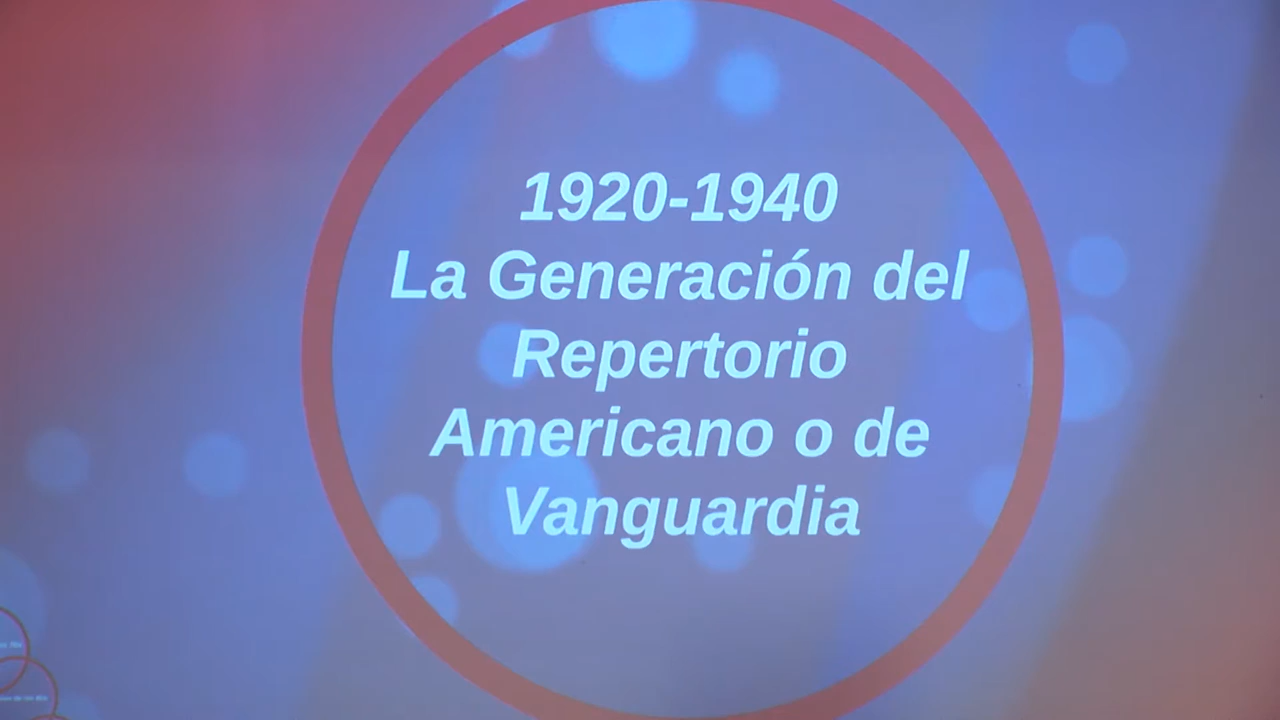 1920-1940
La Generación del
Repertorio
Americano o de
Vanguardia